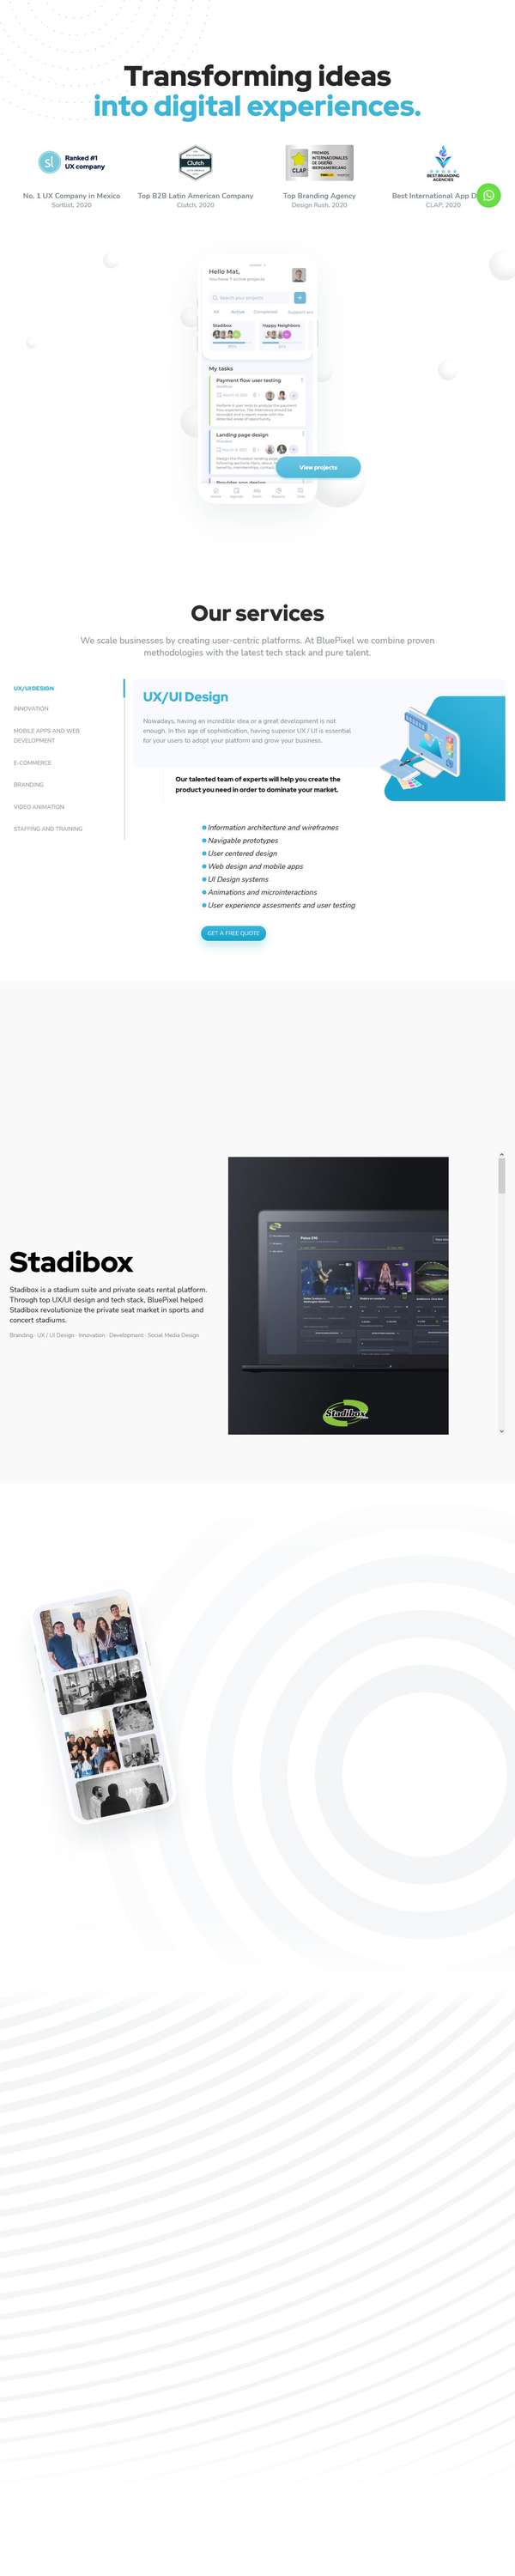 Transforming ideas
into digital experiences.
sl
Ranked #1
UX company
Clutch
CLAP
PREMIOS
INTERNACIONALES
DE DISEÑO
IBEROAMERICANO
BEST BRANDING
AGENCIES
No. 1 UX Company in Mexico
Sortlist, 2020
Top B2B Latin American Company
Clutch, 2020
Top Branding Agency
Design Rush, 2020
Best International App D
CLAP, 2020
Hello Mat,
Search your projects
All Active Completed Support
Stadibox
Happy Neighbors
My tasks
Payment flow user testing
Landing page design
View projects
Our services
We scale businesses by creating user-centric platforms. At BluePixel we combine proven
methodologies with the latest tech stack and pure talent.
UX/UI DESIGN
INNOVATION
MOBILE APPS AND WEB
DEVELOPMENT
E-COMMERCE
BRANDING
VIDEO ANIMATION
STAFFING AND TRAINING
UX/UI Design
Nowadays, having an incredible idea or a great development is not
enough. In this age of sophistication, having superior UX / UI is essential
for your users to adopt your platform and grow your business.
Our talented team of experts will help you create the
product you need in order to dominate your market.
Information architecture and wireframes
Navigable prototypes
User centered design
Web design and mobile apps
UI Design systems
Animations and microinteractions
User experience assesments and user testing
GET A FREE QUOTE
Stadibox
Stadibox is a stadium suite and private seats rental platform.
Through top UX/UI design and tech stack, BluePixel helped
Stadibox revolutionize the private seat market in sports and
concert stadiums.
Branding · UX / UI Design · Innovation · Development · Social Media Design
Stadibox